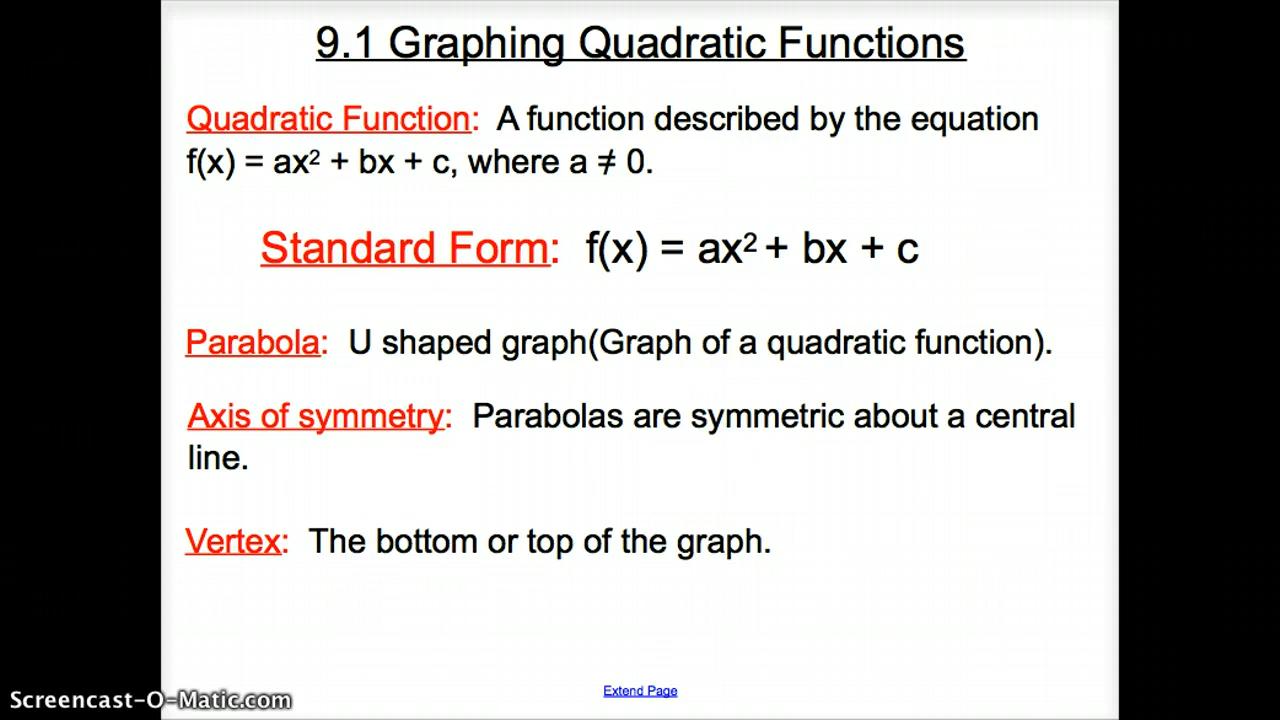 9.1 Graphing Quadratic Functions
Quadratic Function: A function described by the equation
f(x) = ax² + bx + c, where a ≠ 0.
Standard Form: f(x) = ax² + bx + c
Parabola: U shaped graph(Graph of a quadratic function).
Axis of symmetry: Parabolas are symmetric about a central
line.
Vertex: The bottom or top of the graph.
Extend Page
Screencast-O-Matic.com